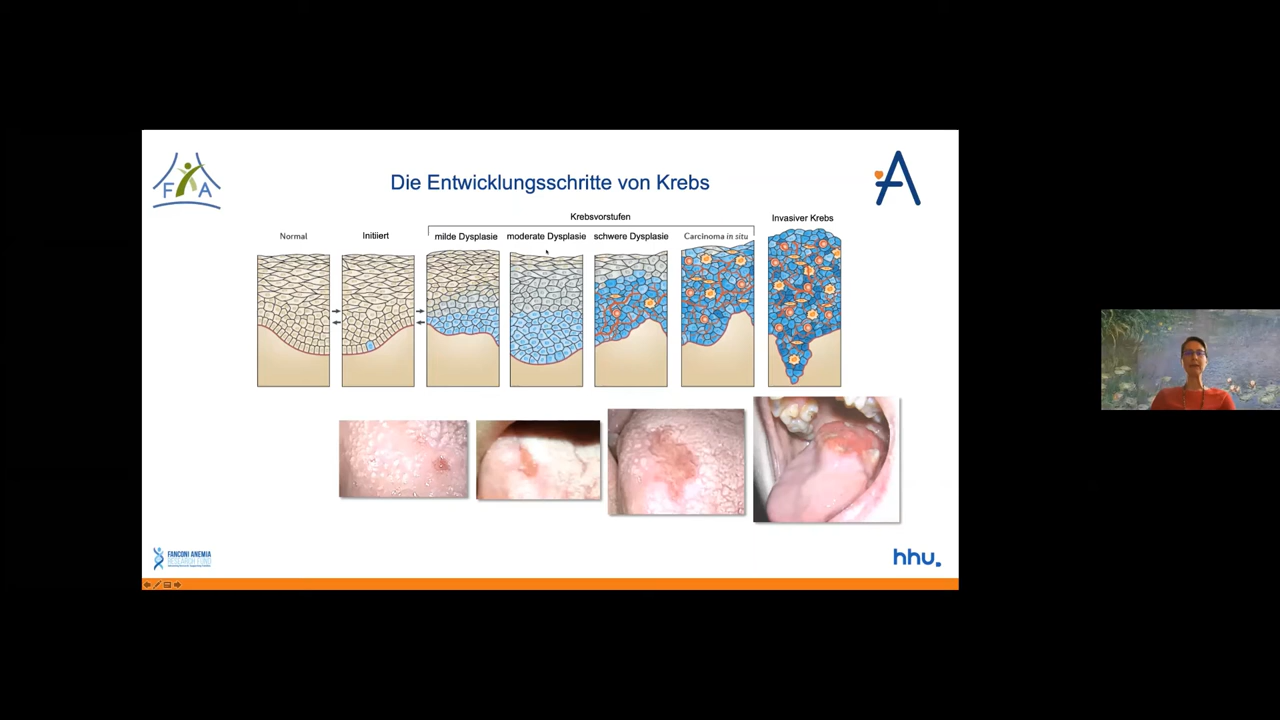 Die Entwicklungsschritte von Krebs
FA
A
Krebsvorstufen
Invasiver Krebs
Normal
Initiiert
milde Dysplasie
moderate Dysplasie
schwere Dysplasie
Carcinoma in situ
FANCONI ANEMIA
RESEARCH FUND
hhu.